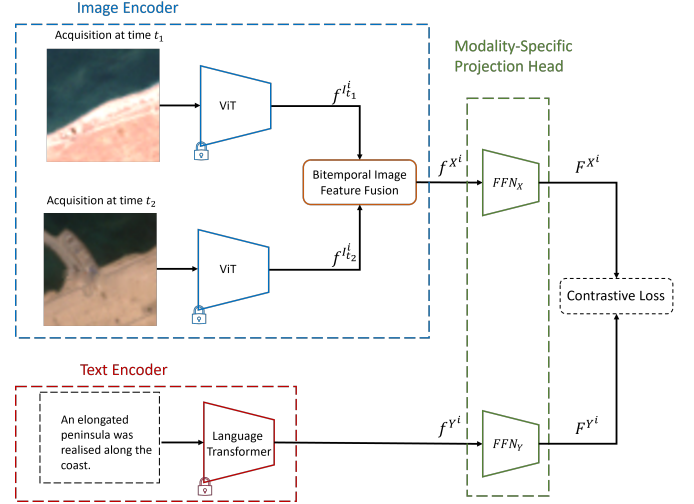 Image Encoder
Acquisition at time t₁
ViT
f^{I^i_{t₁}}
Modality-Specific
Projection Head
Bitemporal Image
Feature Fusion
f^{X^i}
FFN_X
F^{X^i}
Acquisition at time t₂
ViT
f^{I^i_{t₂}}
Contrastive Loss
Text Encoder
An elongated
peninsula was
realised along the
coast.
Language
Transformer
f^{Y^i}
FFN_Y
F^{Y^i}